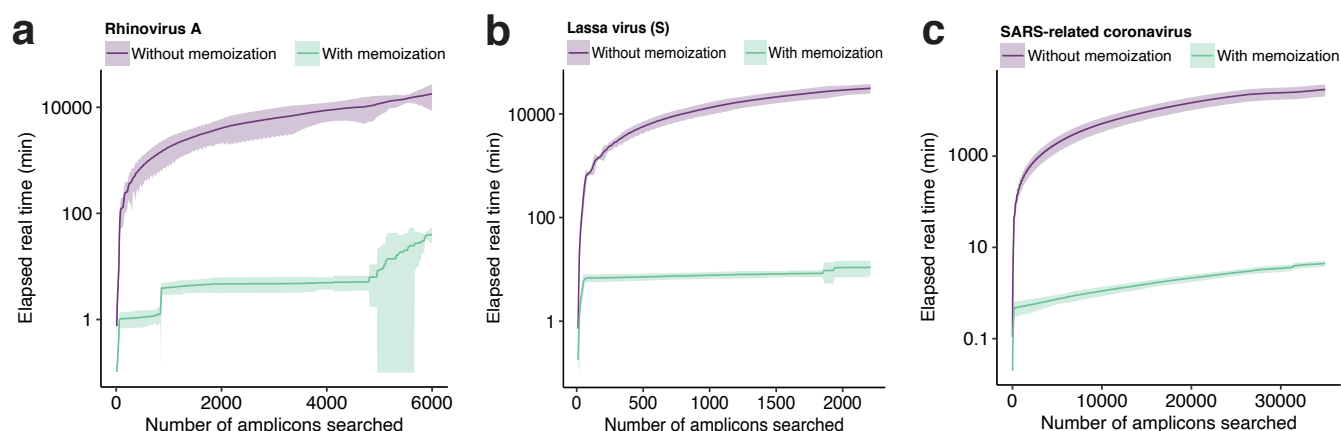 a
Rhinovirus A
Without memoization
With memoization
Elapsed real time (min)
10000
100
1
0
2000
4000
6000
Number of amplicons searched
b
Lassa virus (S)
Without memoization
With memoization
Elapsed real time (min)
10000
100
1
0
500
1000
1500
2000
Number of amplicons searched
c
SARS-related coronavirus
Without memoization
With memoization
Elapsed real time (min)
1000
10
0.1
0
10000
20000
30000
Number of amplicons searched